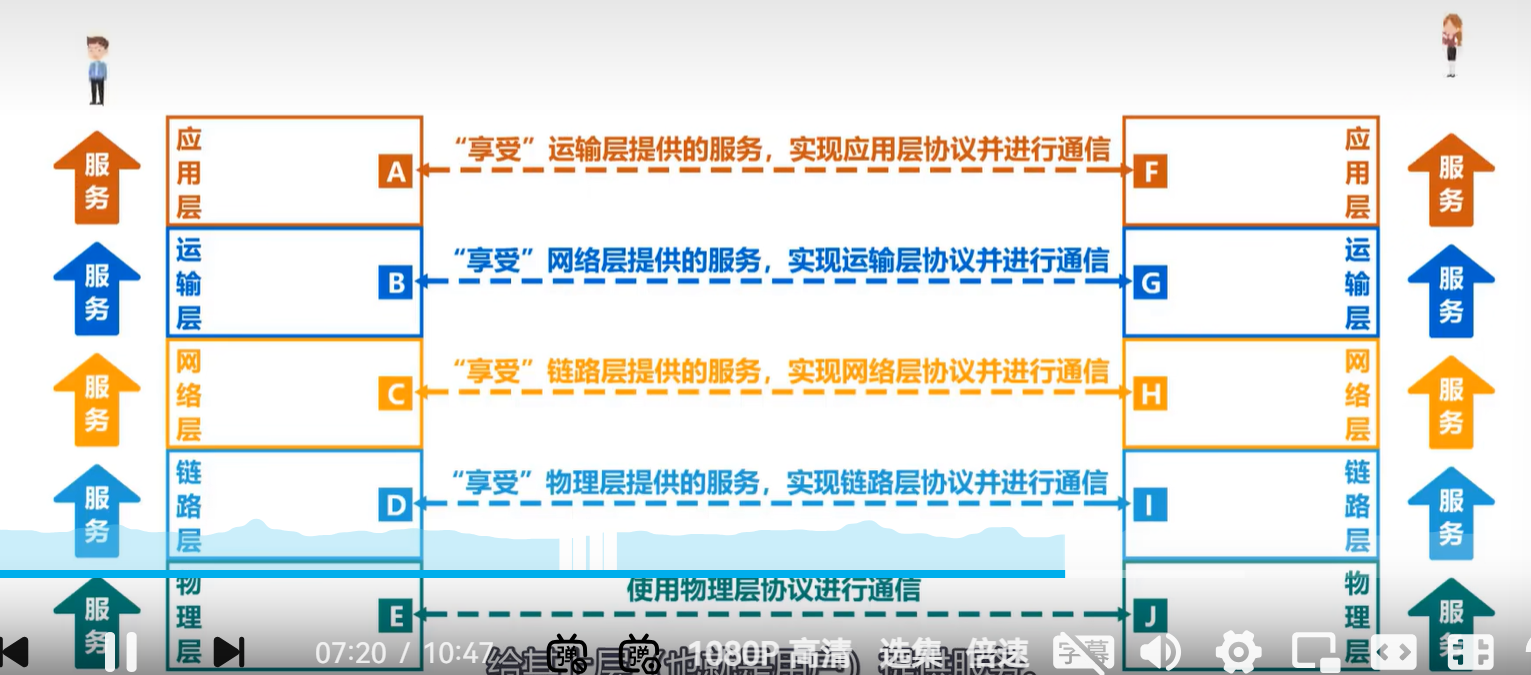 “享受”运输层提供的服务，实现应用层协议并进行通信
服务
应用层
A
F
应用层
服务
“享受”网络层提供的服务，实现运输层协议并进行通信
服务
运输层
B
G
运输层
服务
“享受”链路层提供的服务，实现网络层协议并进行通信
服务
网络层
C
H
网络层
服务
“享受”物理层提供的服务，实现链路层协议并进行通信
服务
链路层
D
I
链路层
服务
使用物理层协议进行通信
服务
物理层
E
J
物理层
服务
07:20 / 10:47
弹
弹
1080P 高清
选集
倍速
字幕